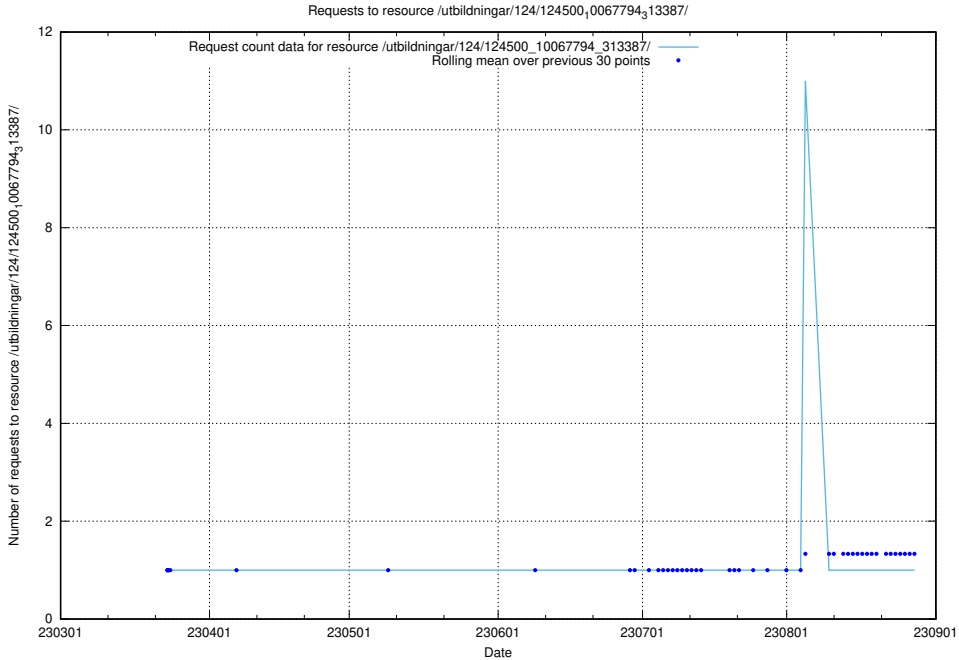 Requests to resource /utbildningar/124/124500₁0067794₃13387/
Request count data for resource /utbildningar/124/124500_10067794_313387/
Rolling mean over previous 30 points
Number of requests to resource /utbildningar/124/124500₁0067794₃13387/
12
10
8
6
4
2
0
230301 230401 230501 230601 230701 230801 230901
Date